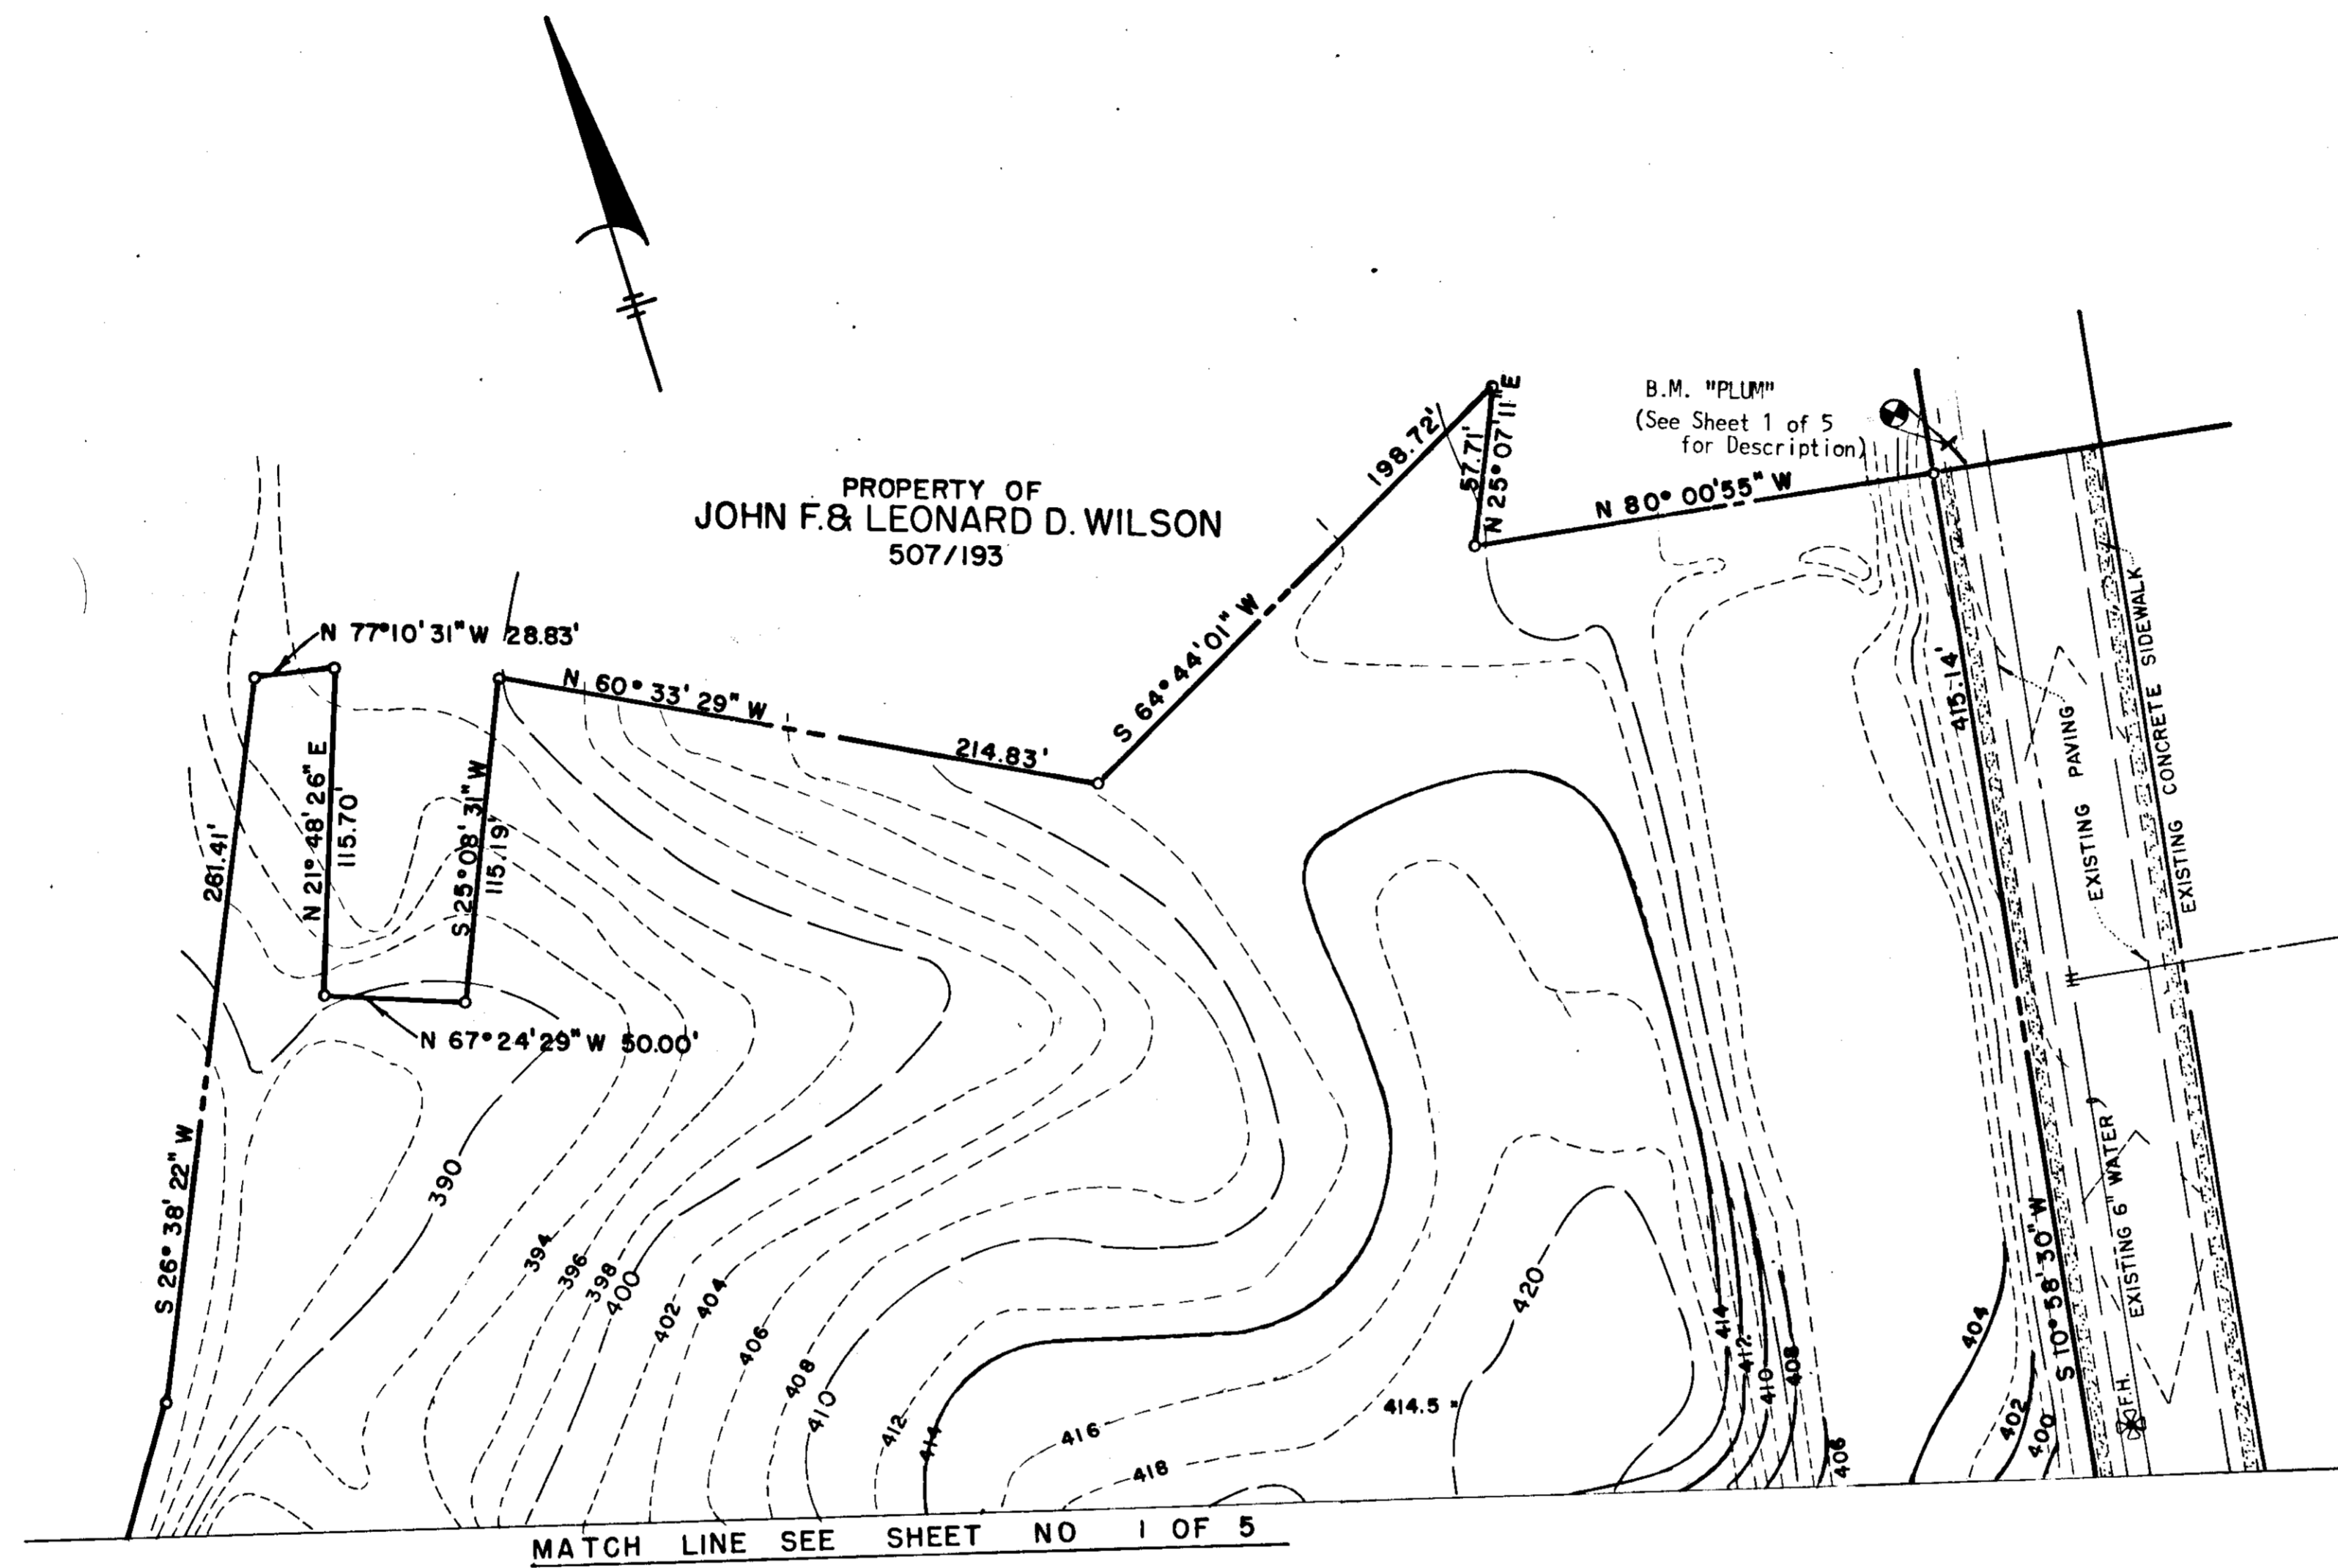 B.M. "PLUM"
(See Sheet 1 of 5
for Description)
198.72'
57.71'
N 25° 07' 11" E
N 80° 00' 55" W
PROPERTY OF
JOHN F. & LEONARD D. WILSON
507/193
S 64° 44' 01" W
N 77° 10' 31" W 28.83'
N 60° 33' 29" W
214.83'
N 21° 48' 26" E
115.70'
S 25° 08' 31" W
115.19'
261.41'
N 67° 24' 29" W 50.00'
S 26° 38' 22" W
415.14'
EXISTING PAVING
EXISTING CONCRETE SIDEWALK
EXISTING 6" WATER
S 10° 58' 30" W
F.H.
390
394
396
398
400
402
404
406
408
410
412
414
416
418
420
414.5
414
412
410
408
406
404
402
400
MATCH LINE SEE SHEET NO 1 OF 5